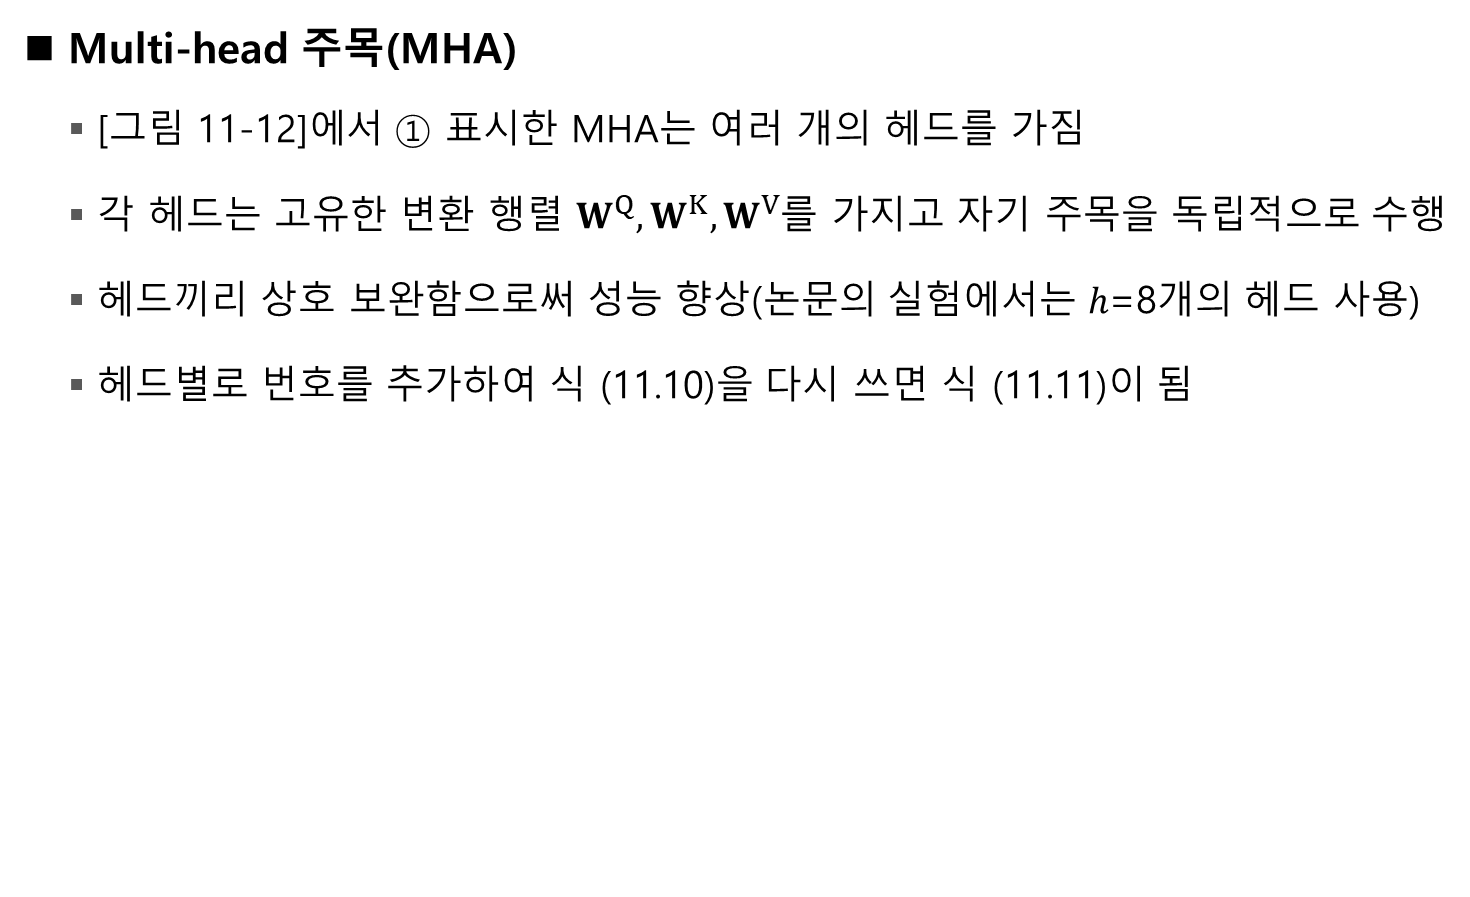 ■ Multi-head 주목(MHA)
▪ [그림 11-12]에서 ① 표시한 MHA는 여러 개의 헤드를 가짐
▪ 각 헤드는 고유한 변환 행렬 𝐖^Q, 𝐖^K, 𝐖^V를 가지고 자기 주목을 독립적으로 수행
▪ 헤드끼리 상호 보완함으로써 성능 향상(논문의 실험에서는 ℎ=8개의 헤드 사용)
▪ 헤드별로 번호를 추가하여 식 (11.10)을 다시 쓰면 식 (11.11)이 됨